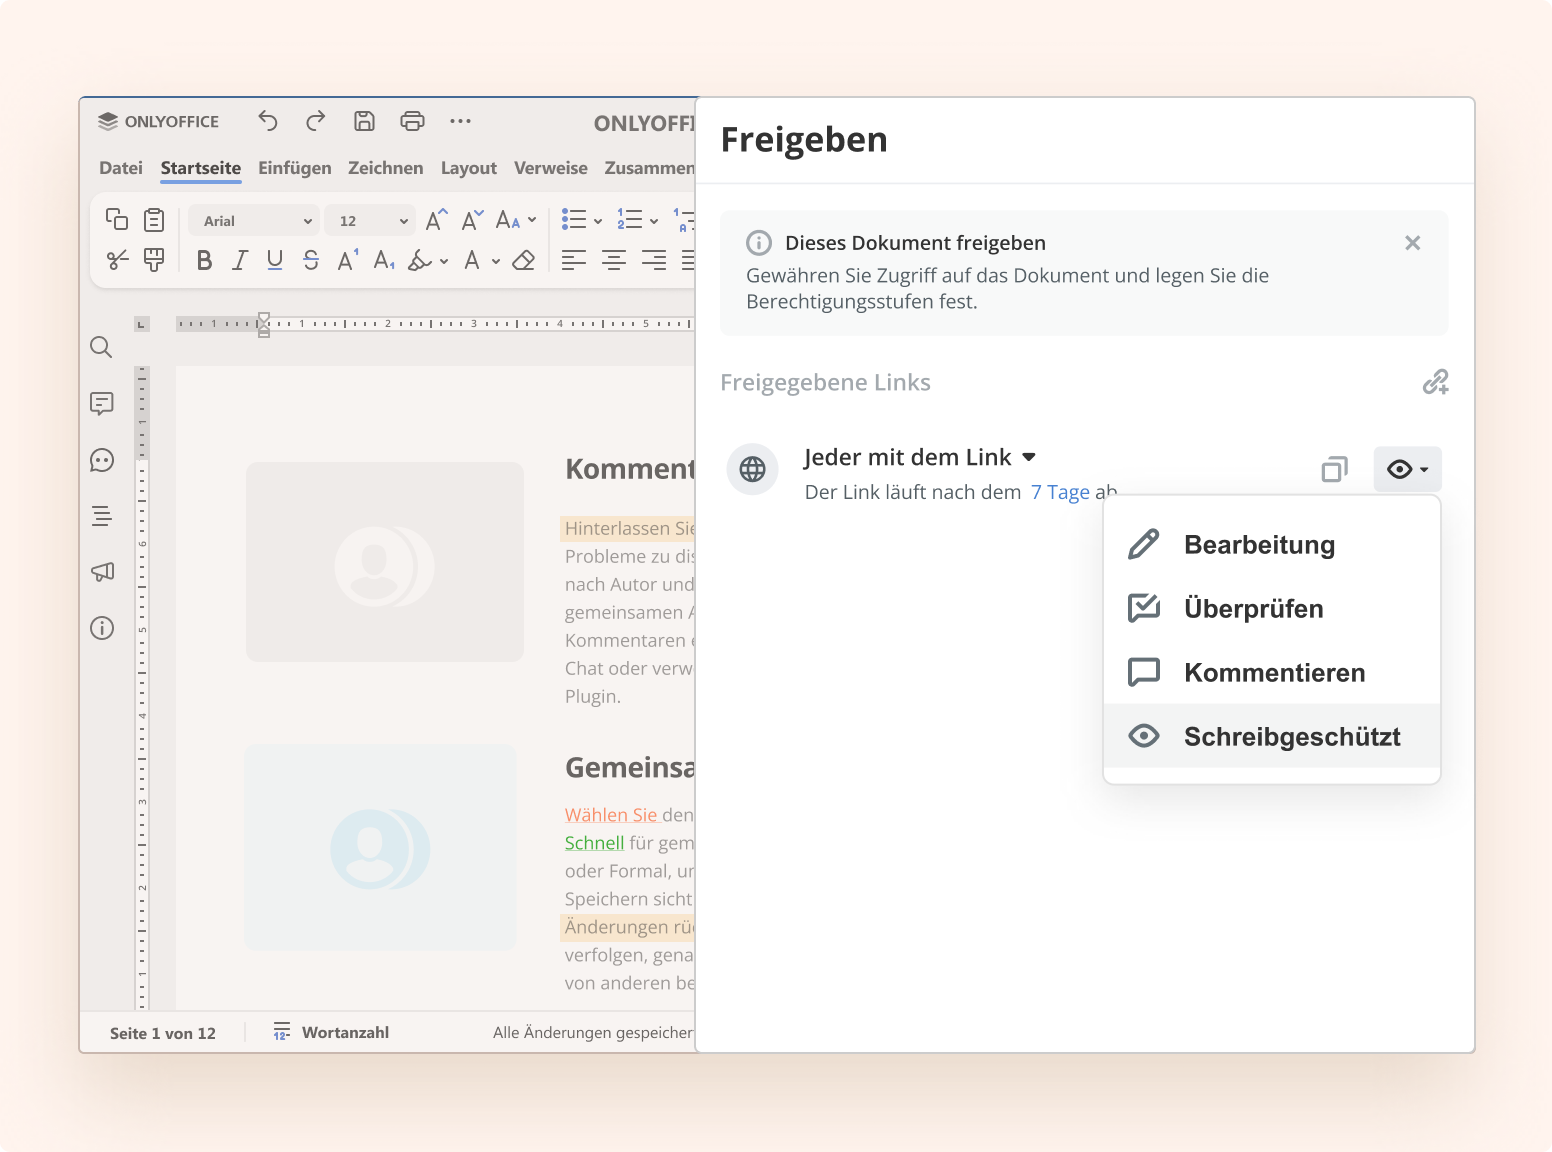 ONLYOFFICE
ONLYOFFI
Datei Startseite Einfügen Zeichnen Layout Verweise Zusammen
Arial 12
Komment
Hinterlassen Sie
Probleme zu dis
nach Autor und
gemeinsamen A
Kommentaren e
Chat oder verw
Plugin.
Gemeinsa
Wählen Sie den
Schnell für gem
oder Formal, un
Speichern sicht
Änderungen rü
verfolgen, gena
von anderen be
Seite 1 von 12
Wortanzahl
Alle Änderungen gespeicher
Freigeben
Dieses Dokument freigeben
Gewähren Sie Zugriff auf das Dokument und legen Sie die
Berechtigungsstufen fest.
Freigegebene Links
Jeder mit dem Link
Der Link läuft nach dem 7 Tage ab
Bearbeitung
Überprüfen
Kommentieren
Schreibgeschützt